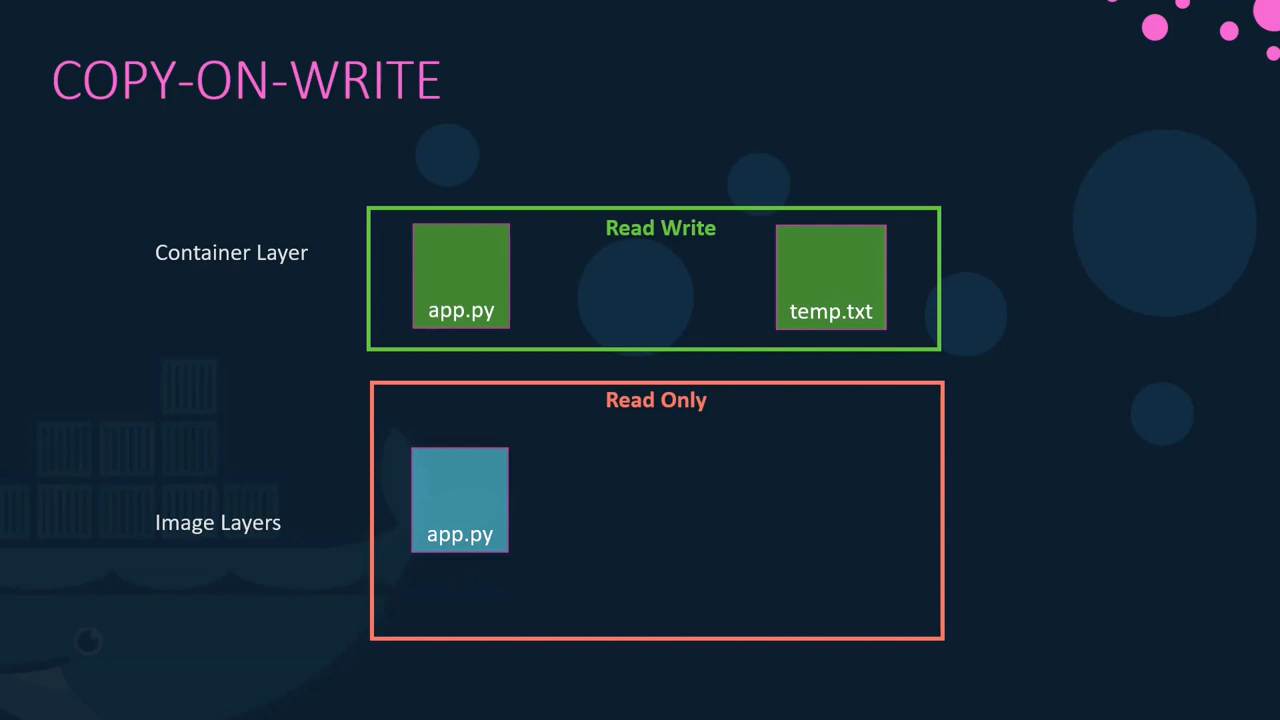 COPY-ON-WRITE
Read Write
Container Layer
app.py
temp.txt
Read Only
Image Layers
app.py